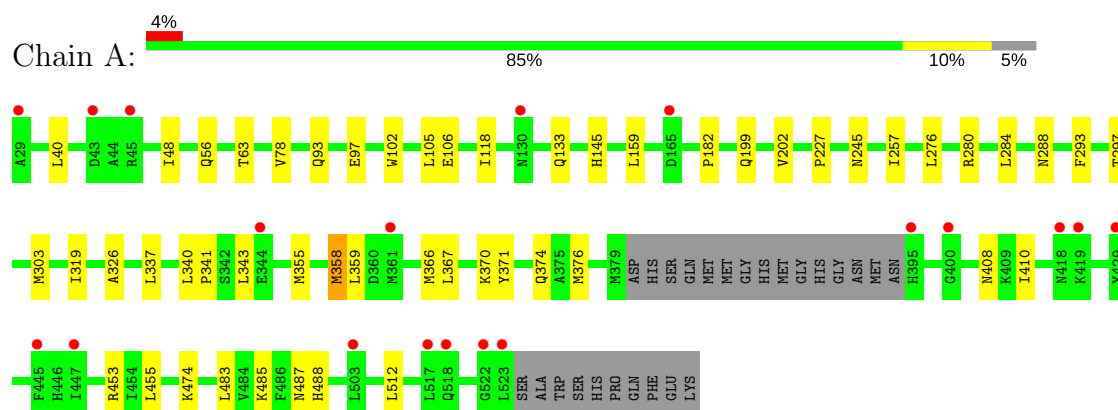 4%
Chain A:
85% 10% 5%
A29 L40 D43 A44 R45 I48 Q56 T63 V78 Q93 E97 W102 L105 E106 I118 N130 Q133 H145 L159 D165 P182 Q199 V202 P227 N245 I257 L276 R280 L284 N288 F293 T297
M303 I319 A326 L337 L340 P341 S342 L343 E344 M355 M358 L359 D360 M361 M366 L367 K370 Y371 Q374 A375 M376 M379 ASP HIS SER GLN MET MET GLY HIS MET GLY HIS GLY ASN MET ASN H395 G400 N408 K409 I410 N418 K419
F445 H446 I447 R453 I454 L455 K474 L483 V484 K485 F486 N487 H488 L503 L512 L517 Q518 G522 L523 SER ALA TRP SER HIS PRO GLN PHE GLU LYS